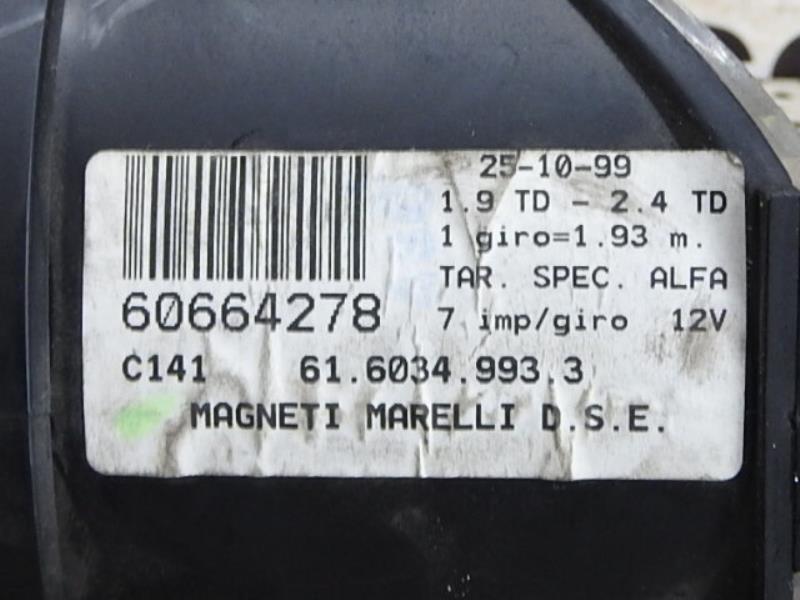 25-10-99
1.9 TD - 2.4 TD
1 giro=1.93 m.
TAR. SPEC. ALFA
60664278
7 imp/giro 12V
C141 61.6034.993.3
MAGNETI MARELLI D.S.E.